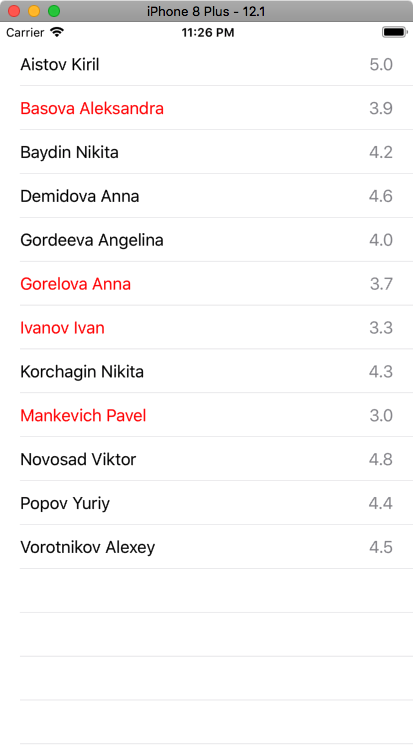 iPhone 8 Plus - 12.1
Carrier 11:26 PM
Aistov Kiril 5.0
Basova Aleksandra 3.9
Baydin Nikita 4.2
Demidova Anna 4.6
Gordeeva Angelina 4.0
Gorelova Anna 3.7
Ivanov Ivan 3.3
Korchagin Nikita 4.3
Mankevich Pavel 3.0
Novosad Viktor 4.8
Popov Yuriy 4.4
Vorotnikov Alexey 4.5